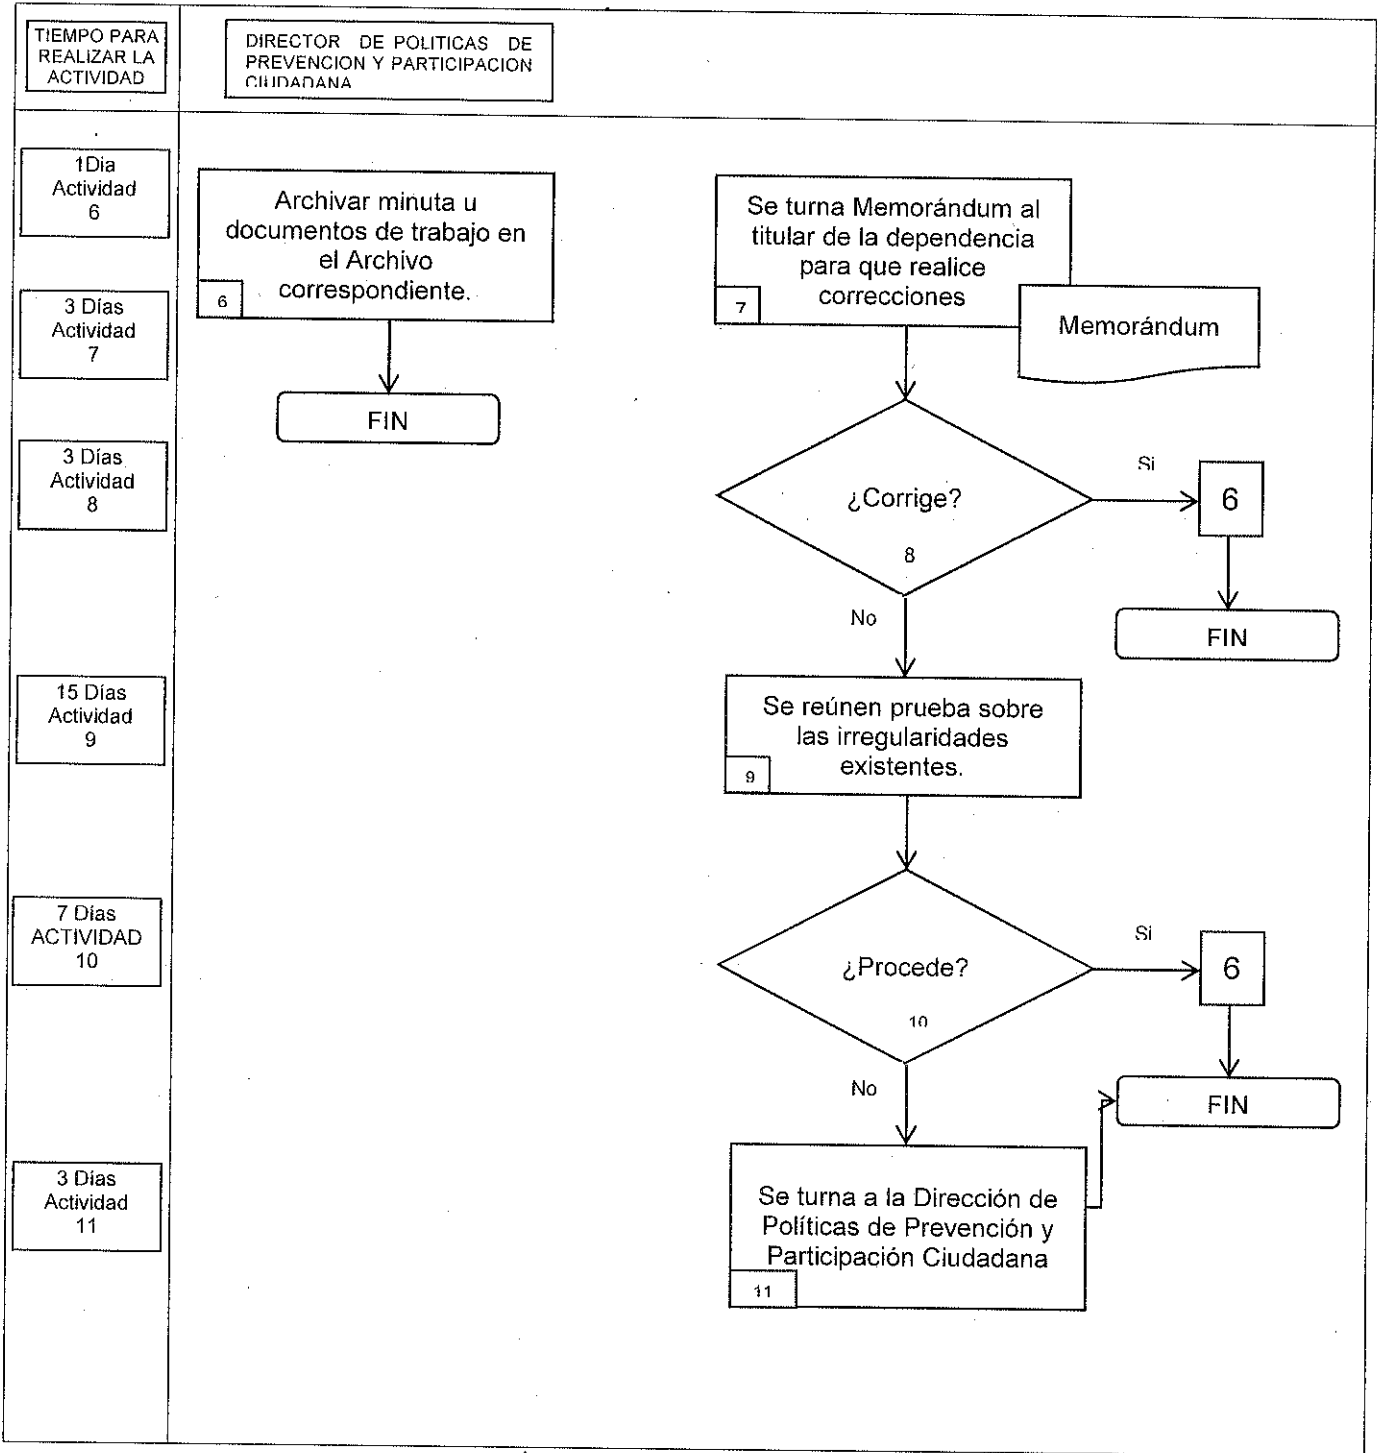 TIEMPO PARA
REALIZAR LA
ACTIVIDAD
DIRECTOR DE POLITICAS DE
PREVENCION Y PARTICIPACION
CIUDADANA
1Dia
Actividad
6
3 Días
Actividad
7
3 Días
Actividad
8
15 Días
Actividad
9
7 Días
ACTIVIDAD
10
3 Días
Actividad
11
Archivar minuta u
documentos de trabajo en
el Archivo
correspondiente.
6
FIN
Se turna Memorándum al
titular de la dependencia
para que realice
correcciones
7
Memorándum
¿Corrige?
8
Si
6
FIN
No
Se reúnen prueba sobre
las irregularidades
existentes.
9
¿Procede?
10
Si
6
FIN
No
Se turna a la Dirección de
Políticas de Prevención y
Participación Ciudadana
11